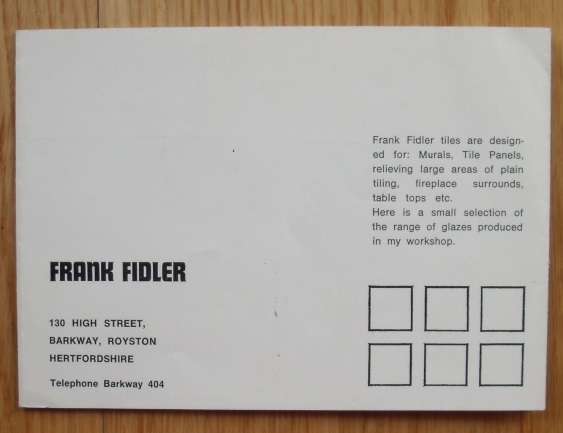 Frank Fidler tiles are design-
ed for: Murals, Tile Panels,
relieving large areas of plain
tiling, fireplace surrounds,
table tops etc.
Here is a small selection of
the range of glazes produced
in my workshop.
FRANK FIDLER
130 HIGH STREET,
BARKWAY, ROYSTON
HERTFORDSHIRE
Telephone Barkway 404